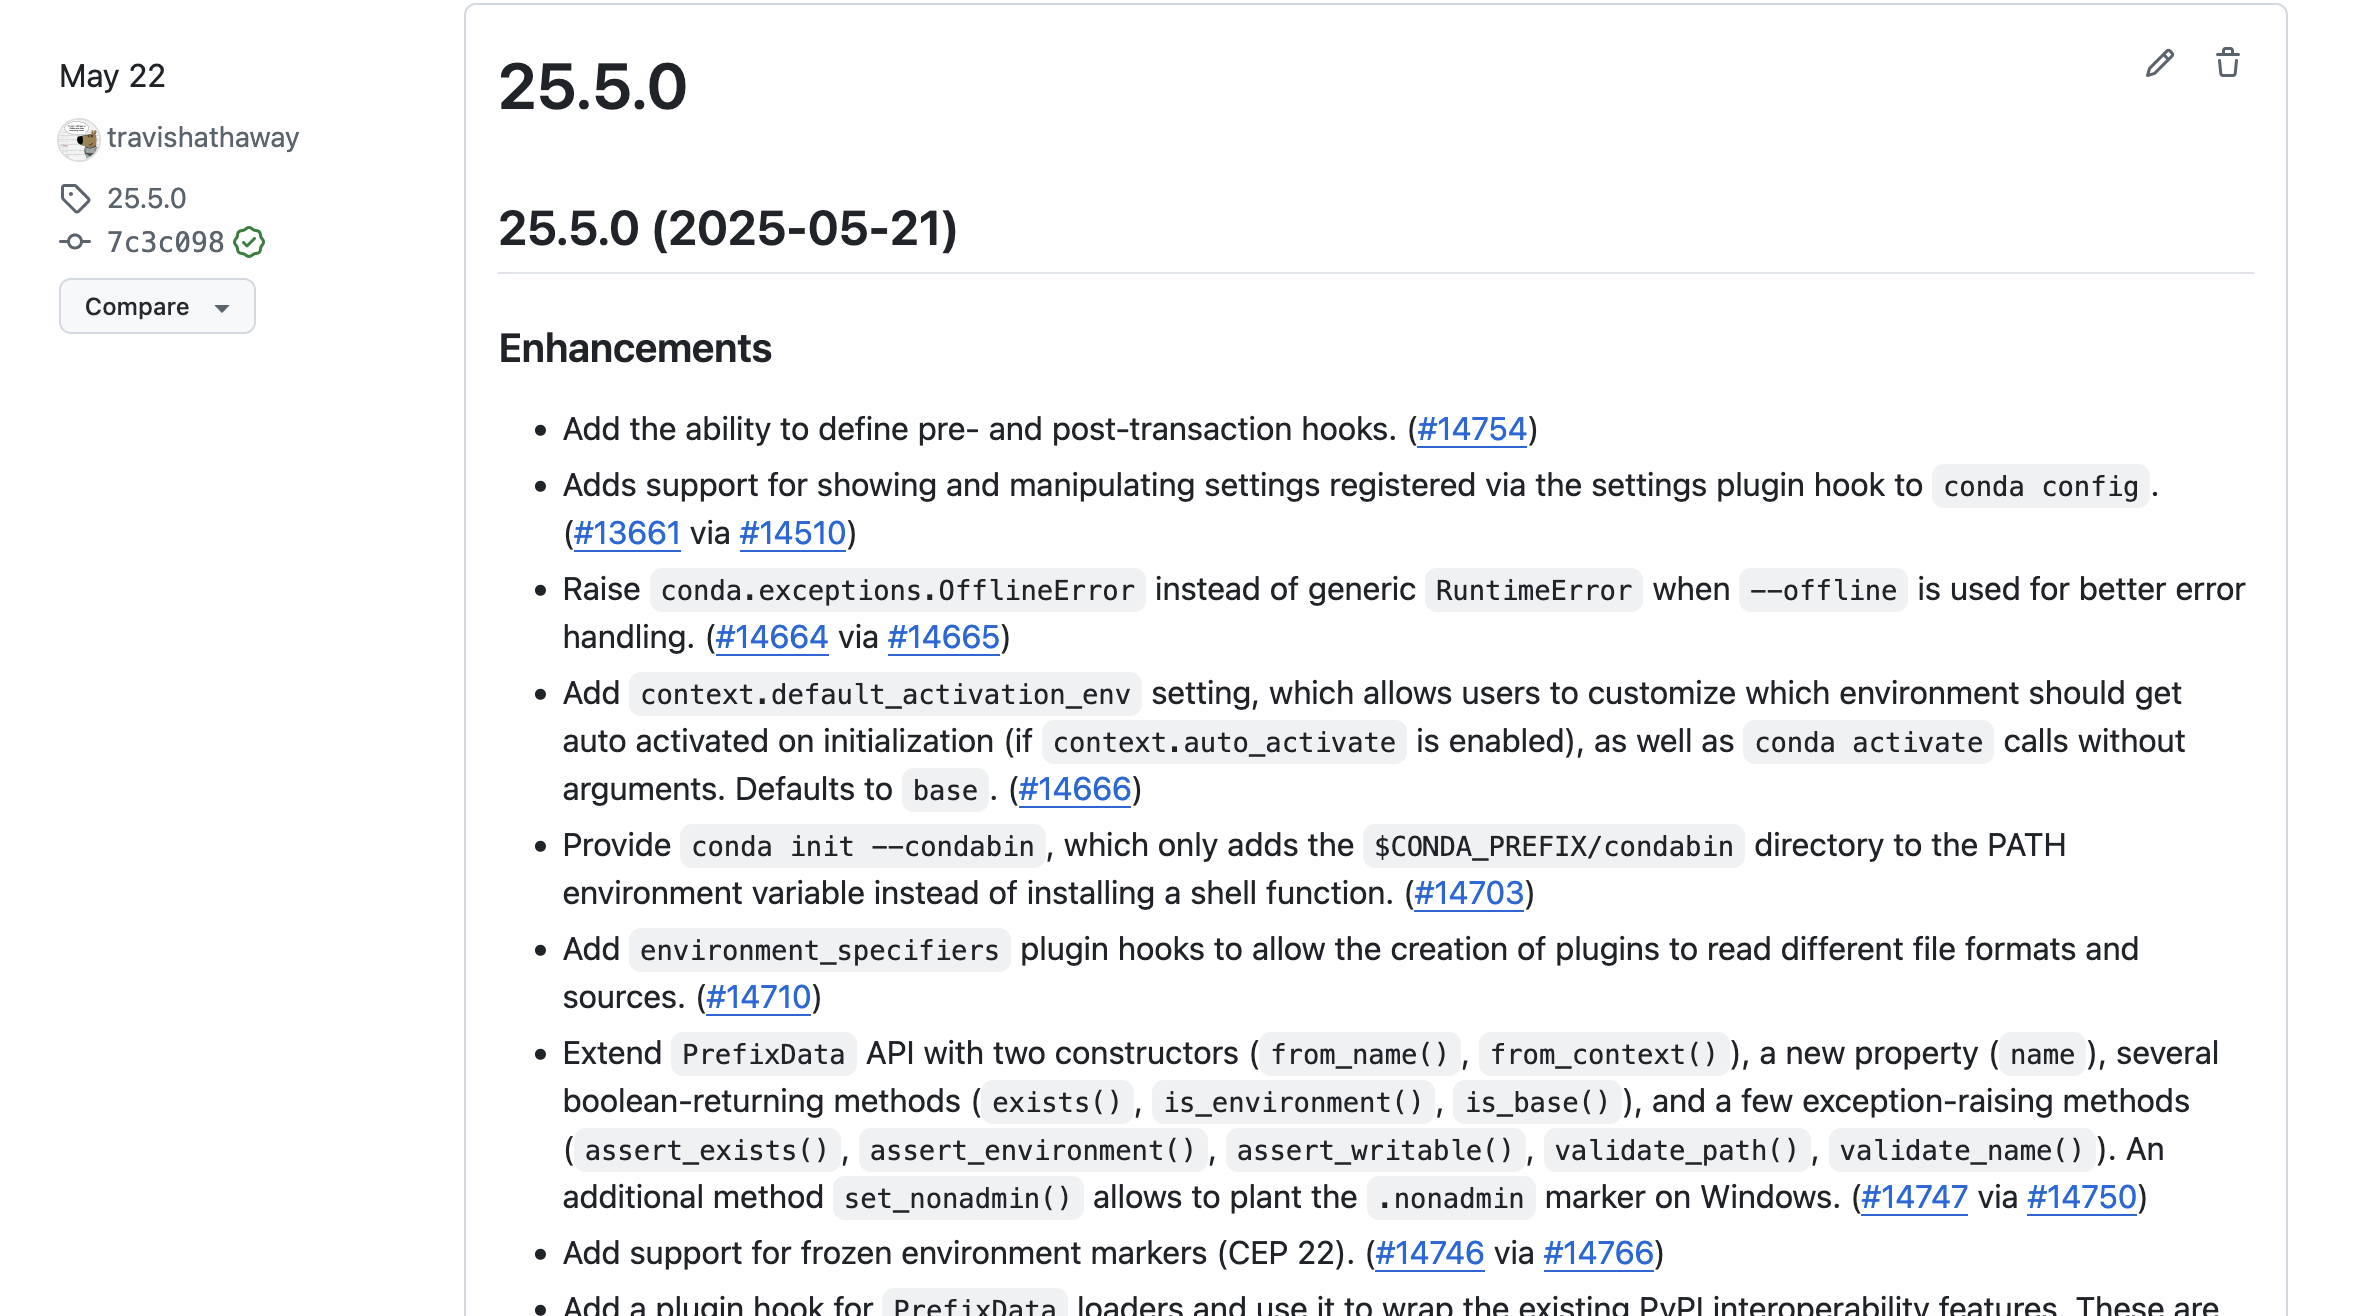 May 22
travishathaway
25.5.0
7c3c098
Compare
25.5.0
25.5.0 (2025-05-21)
Enhancements
• Add the ability to define pre- and post-transaction hooks. (#14754)
• Adds support for showing and manipulating settings registered via the settings plugin hook to conda config.
(#13661 via #14510)
• Raise conda.exceptions.OfflineError instead of generic RuntimeError when --offline is used for better error
handling. (#14664 via #14665)
• Add context.default_activation_env setting, which allows users to customize which environment should get
auto activated on initialization (if context.auto_activate is enabled), as well as conda activate calls without
arguments. Defaults to base. (#14666)
• Provide conda init --condabin, which only adds the $CONDA_PREFIX/condabin directory to the PATH
environment variable instead of installing a shell function. (#14703)
• Add environment_specifiers plugin hooks to allow the creation of plugins to read different file formats and
sources. (#14710)
• Extend PrefixData API with two constructors (from_name(), from_context()), a new property (name), several
boolean-returning methods (exists(), is_environment(), is_base()), and a few exception-raising methods
(assert_exists(), assert_environment(), assert_writable(), validate_path(), validate_name()). An
additional method set_nonadmin() allows to plant the .nonadmin marker on Windows. (#14747 via #14750)
• Add support for frozen environment markers (CEP 22). (#14746 via #14766)
• Add a plugin hook for PrefixData loaders and use it to wrap the existing PyPI interoperability features. These are